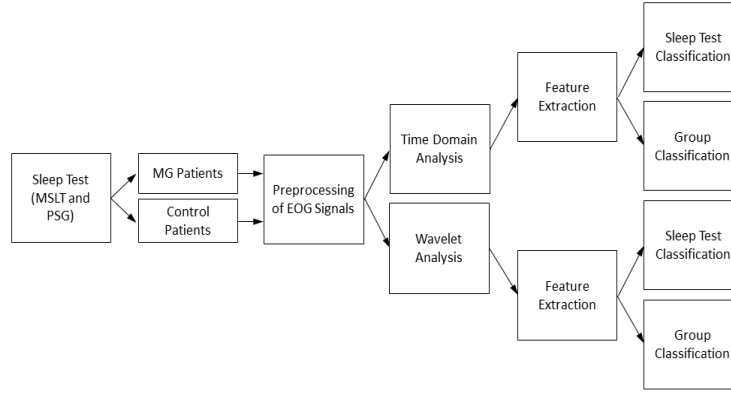 Sleep Test
(MSLT and
PSG)
MG Patients
Control
Patients
Preprocessing
of EOG Signals
Time Domain
Analysis
Wavelet
Analysis
Feature
Extraction
Feature
Extraction
Sleep Test
Classification
Group
Classification
Sleep Test
Classification
Group
Classification